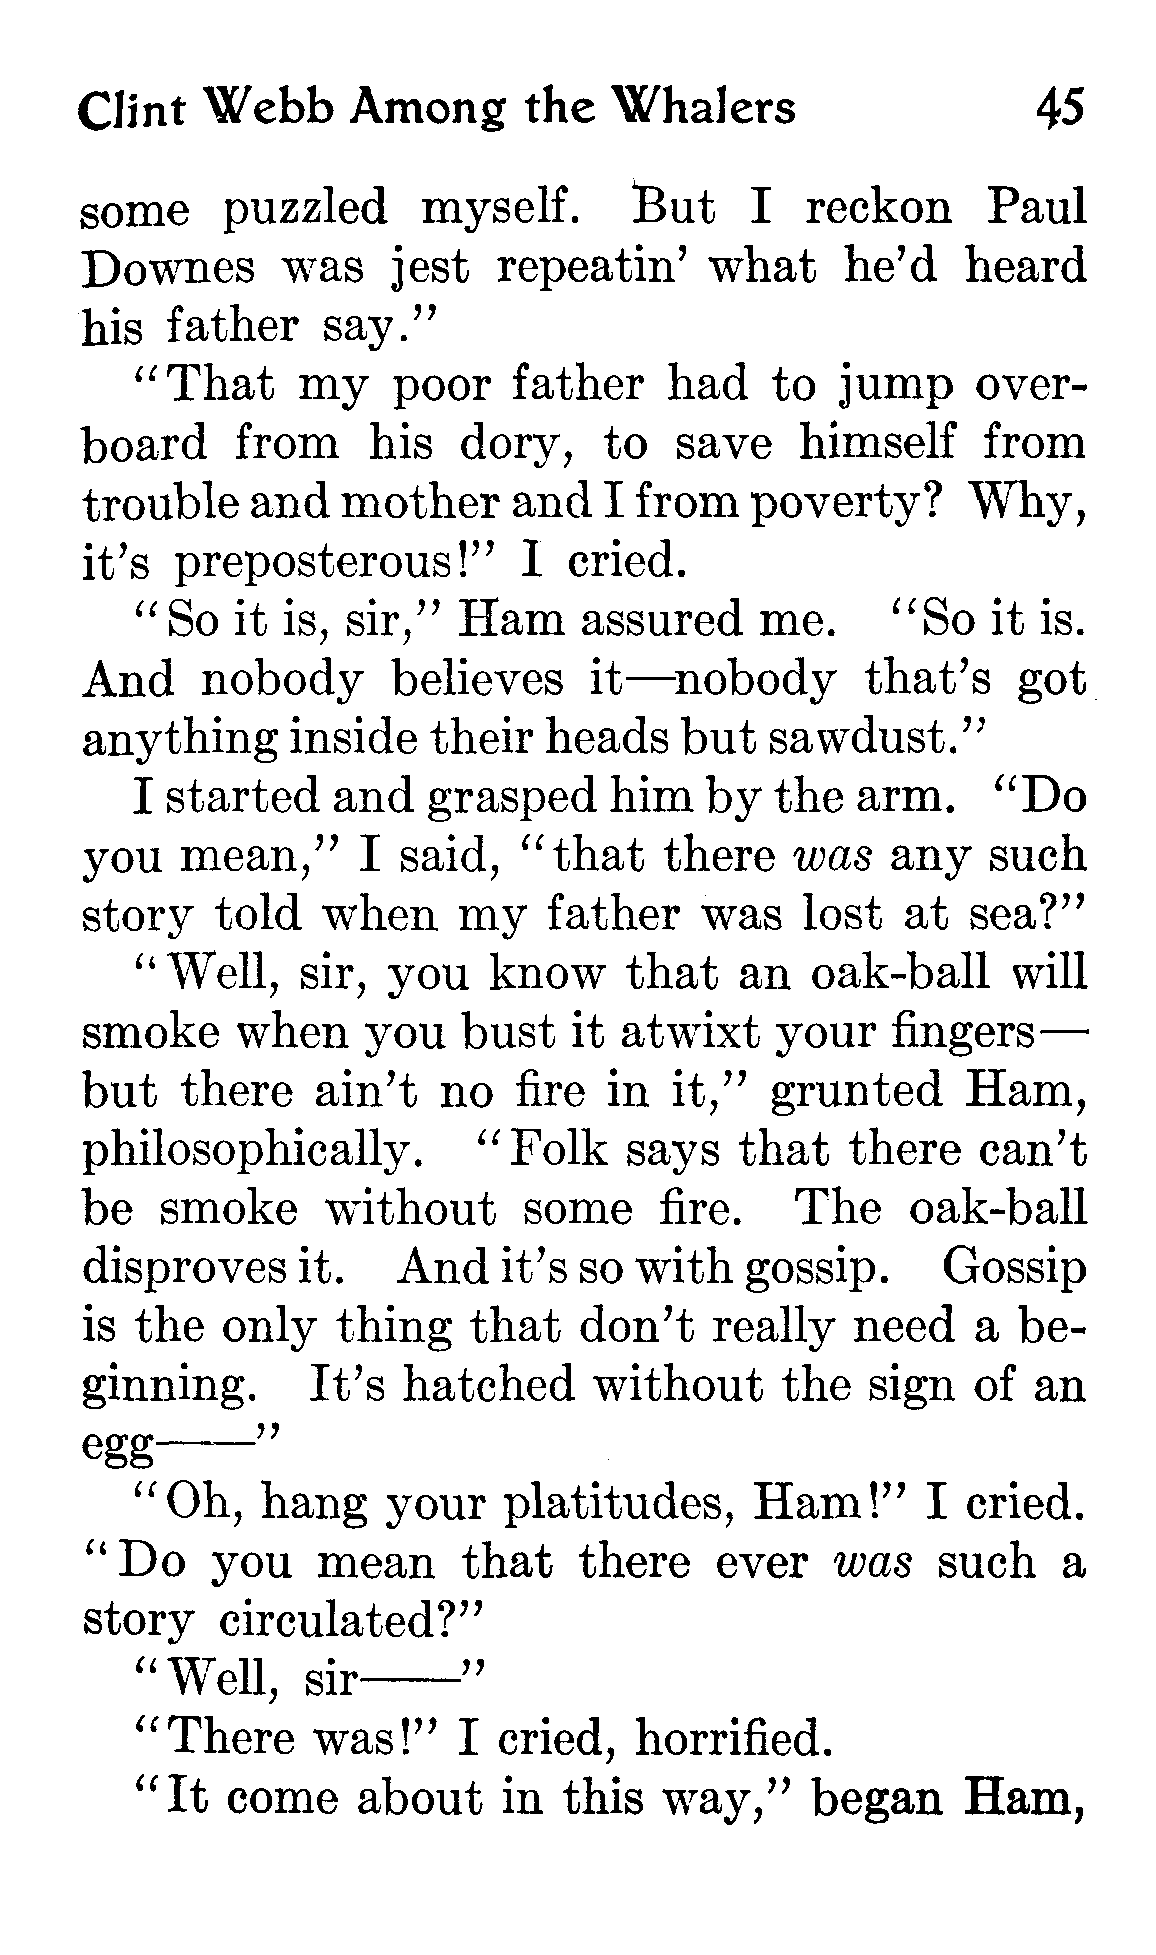 Clint Webb Among the Whalers 45
some puzzled myself. But I reckon Paul
Downes was jest repeatin’ what he’d heard
his father say.”
“That my poor father had to jump over-
board from his dory, to save himself from
trouble and mother and I from poverty? Why,
it’s preposterous!” I cried.
“So it is, sir,” Ham assured me. “So it is.
And nobody believes it—nobody that’s got
anything inside their heads but sawdust.”
I started and grasped him by the arm. “Do
you mean,” I said, “that there was any such
story told when my father was lost at sea?”
“Well, sir, you know that an oak-ball will
smoke when you bust it atwixt your fingers—
but there ain’t no fire in it,” grunted Ham,
philosophically. “Folk says that there can’t
be smoke without some fire. The oak-ball
disproves it. And it’s so with gossip. Gossip
is the only thing that don’t really need a be-
ginning. It’s hatched without the sign of an
egg——”
“Oh, hang your platitudes, Ham!” I cried.
“Do you mean that there ever was such a
story circulated?”
“Well, sir——”
“There was!” I cried, horrified.
“It come about in this way,” began Ham,